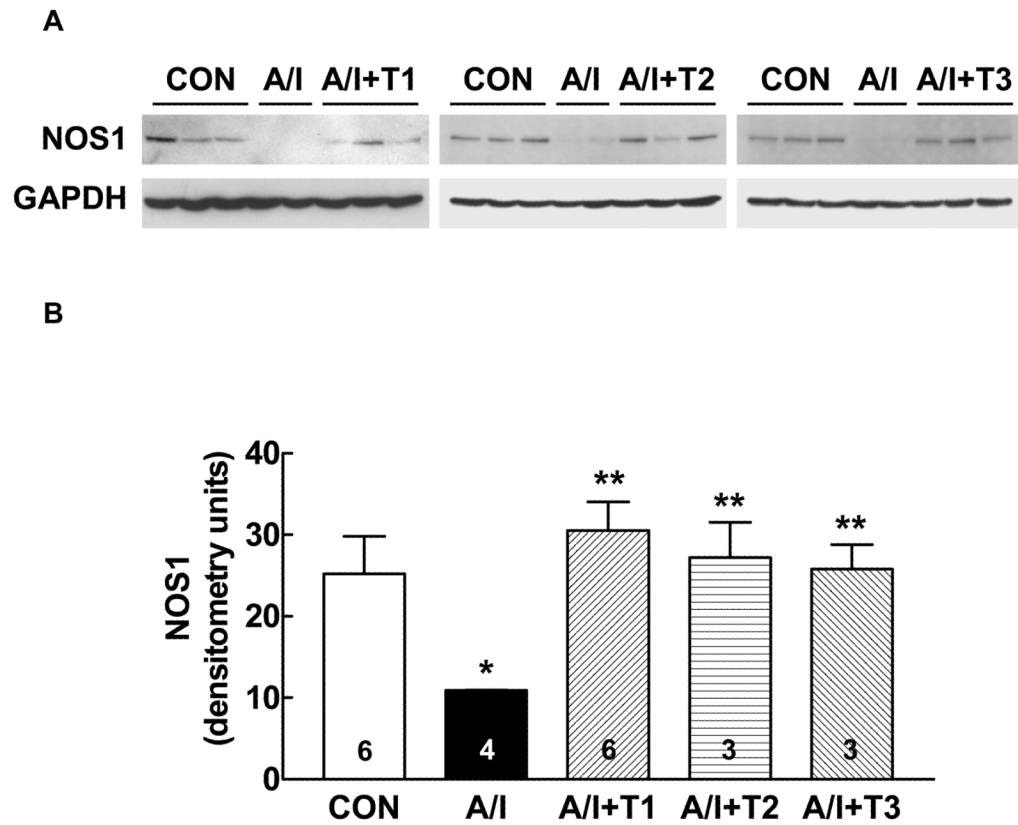 A
CON A/I A/I+T1 CON A/I A/I+T2 CON A/I A/I+T3
NOS1
GAPDH
B
NOS1
(densitometry units)
40
30
20
10
0
** ** **
*
6 4 6 3 3
CON A/I A/I+T1 A/I+T2 A/I+T3